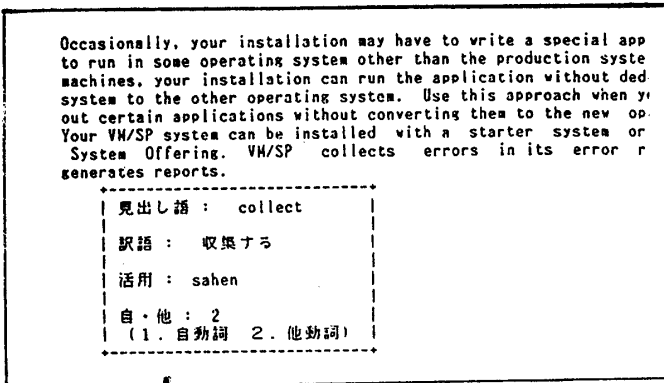 Occasionally, your installation may have to write a special app
to run in some operating system other than the production syste
machines, your installation can run the application without ded
system to the other operating system.  Use this approach when y
out certain applications without converting them to the new  op
Your VM/SP system can be installed  with a  starter  system  or
System  Offering.  VM/SP   collects   errors   in its  error  r
generates reports.
見出し語 :  collect
訳語 :  収集する
活用 : sahen
自・他 : 2
(1. 自動詞 2. 他動詞)